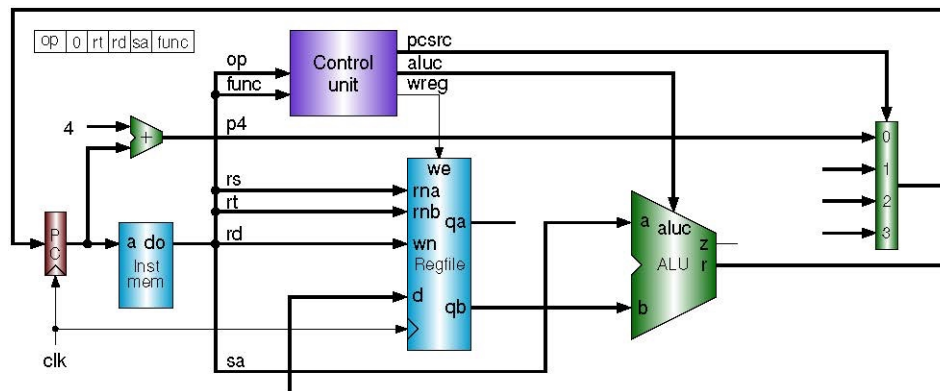 op 0 rt rd sa func
Control
unit
pcsrc
aluc
wreg
op
func
4
+
p4
0
1
2
3
we
rs
rna
rt
rnb
qa
rd
wn
Regfile
d
qb
PC
a do
Inst
mem
a
aluc
z
ALU
r
b
clk
sa